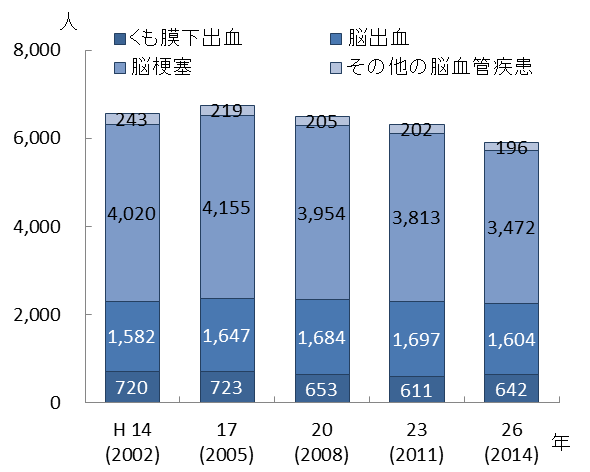 人
くも膜下出血 脳出血
脳梗塞 その他の脳血管疾患
8,000
6,000
4,000
2,000
0
243 219 205 202 196
4,020 4,155 3,954 3,813 3,472
1,582 1,647 1,684 1,697 1,604
720 723 653 611 642
H 14 17 20 23 26 年
(2002) (2005) (2008) (2011) (2014)